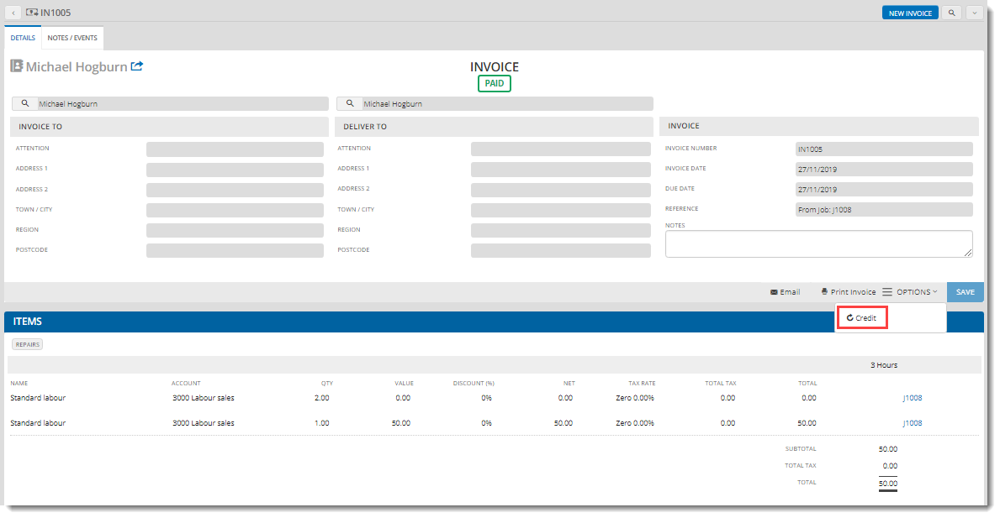 IN1005
NEW INVOICE
DETAILS NOTES / EVENTS
Michael Hogburn
INVOICE
PAID
Michael Hogburn
Michael Hogburn
INVOICE TO
ATTENTION
ADDRESS 1
ADDRESS 2
TOWN / CITY
REGION
POSTCODE
DELIVER TO
ATTENTION
ADDRESS 1
ADDRESS 2
TOWN / CITY
REGION
POSTCODE
INVOICE
INVOICE NUMBER IN1005
INVOICE DATE 27/11/2019
DUE DATE 27/11/2019
REFERENCE From Job: J1008
NOTES
Email Print Invoice OPTIONS SAVE
Credit
ITEMS
REPAIRS
3 Hours
NAME ACCOUNT QTY VALUE DISCOUNT (%) NET TAX RATE TOTAL TAX TOTAL
Standard labour 3000 Labour sales 2.00 0.00 0% 0.00 Zero 0.00% 0.00 0.00 J1008
Standard labour 3000 Labour sales 1.00 50.00 0% 50.00 Zero 0.00% 0.00 50.00 J1008
SUBTOTAL 50.00
TOTAL TAX 0.00
TOTAL 50.00